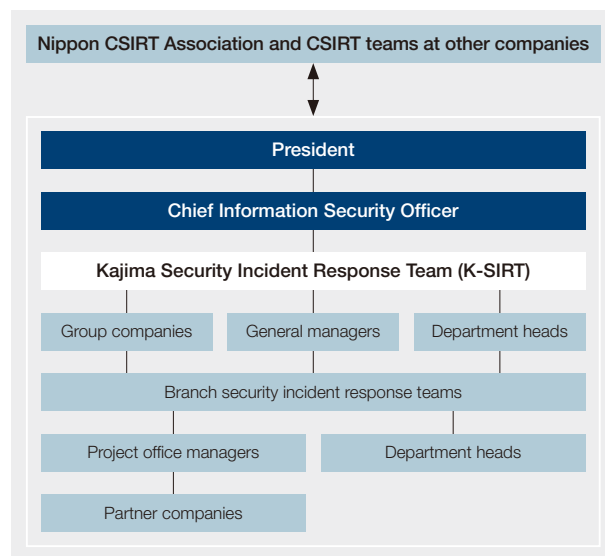 Nippon CSIRT Association and CSIRT teams at other companies
President
Chief Information Security Officer
Kajima Security Incident Response Team (K-SIRT)
Group companies
General managers
Department heads
Branch security incident response teams
Project office managers
Department heads
Partner companies